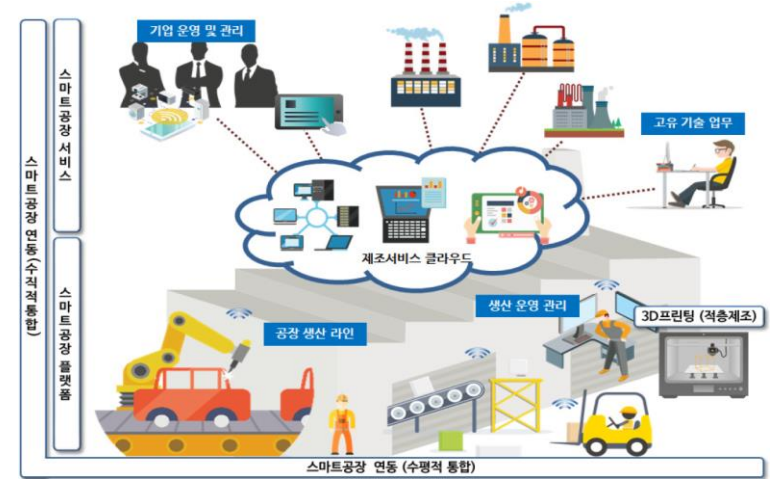 기업 운영 및 관리
고유 기술 업무
스마트공장 서비스
스마트공장 연동(수직적통합)
제조서비스 클라우드
스마트공장 플랫폼
공장 생산 라인
생산 운영 관리
3D프린팅 (적층제조)
스마트공장 연동 (수평적 통합)